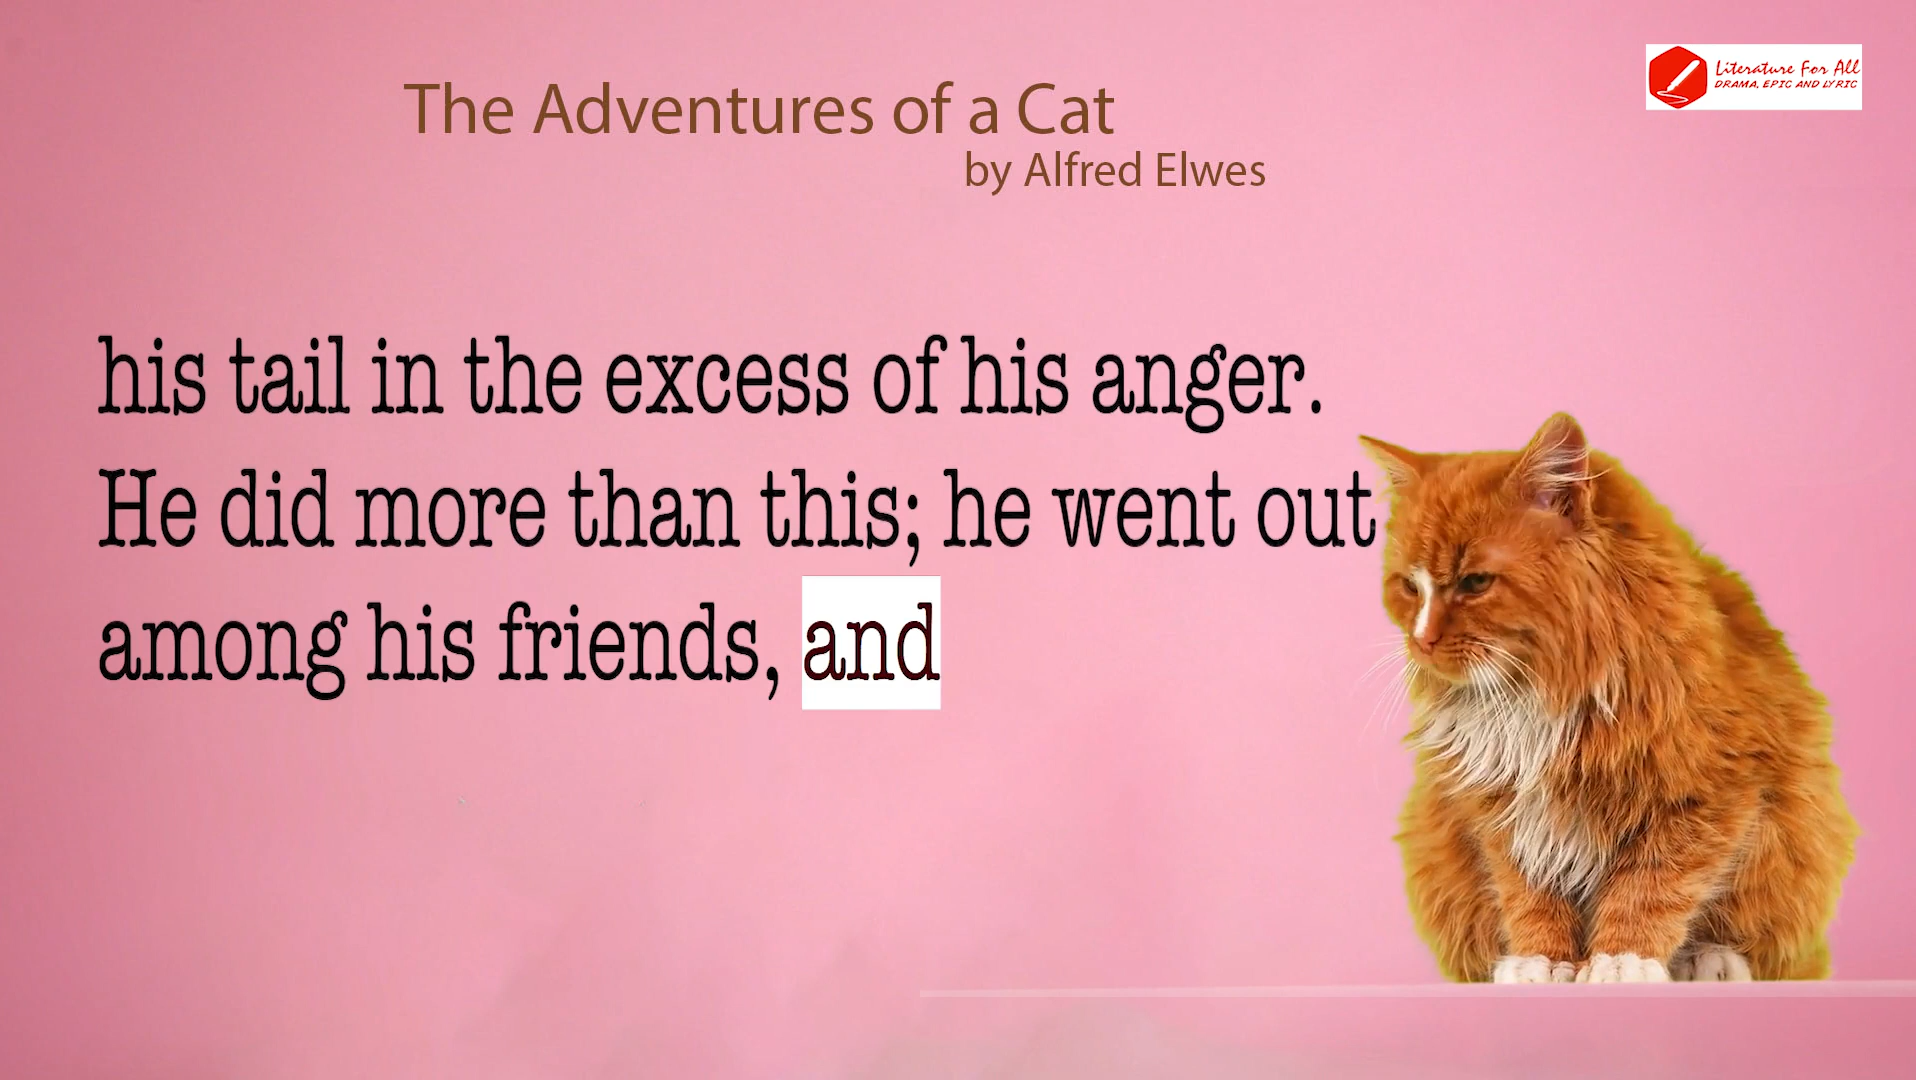 The Adventures of a Cat
by Alfred Elwes
Literature For All
DRAMA, EPIC AND LYRIC
his tail in the excess of his anger.
He did more than this; he went out
among his friends, and